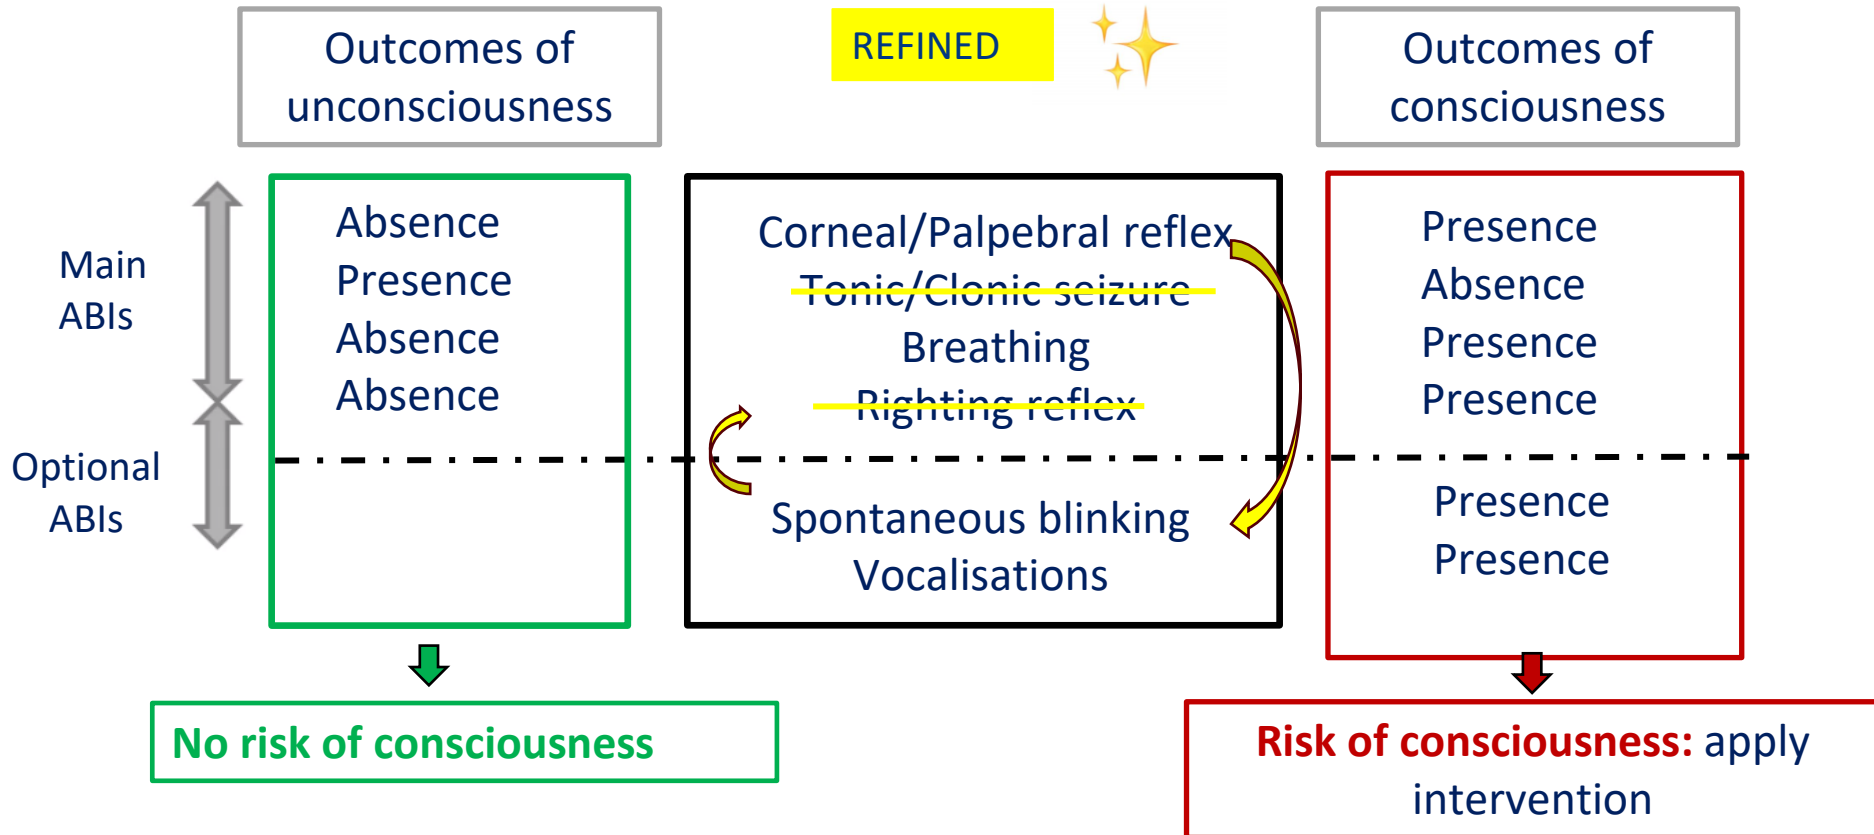 Outcomes of
unconsciousness
REFINED
Outcomes of
consciousness
Main
ABIs
Optional
ABIs
Absence
Presence
Absence
Absence
Corneal/Palpebral reflex
Tonic/Clonic seizure
Breathing
Righting reflex
Spontaneous blinking
Vocalisations
Presence
Absence
Presence
Presence
Presence
Presence
No risk of consciousness
Risk of consciousness: apply
intervention